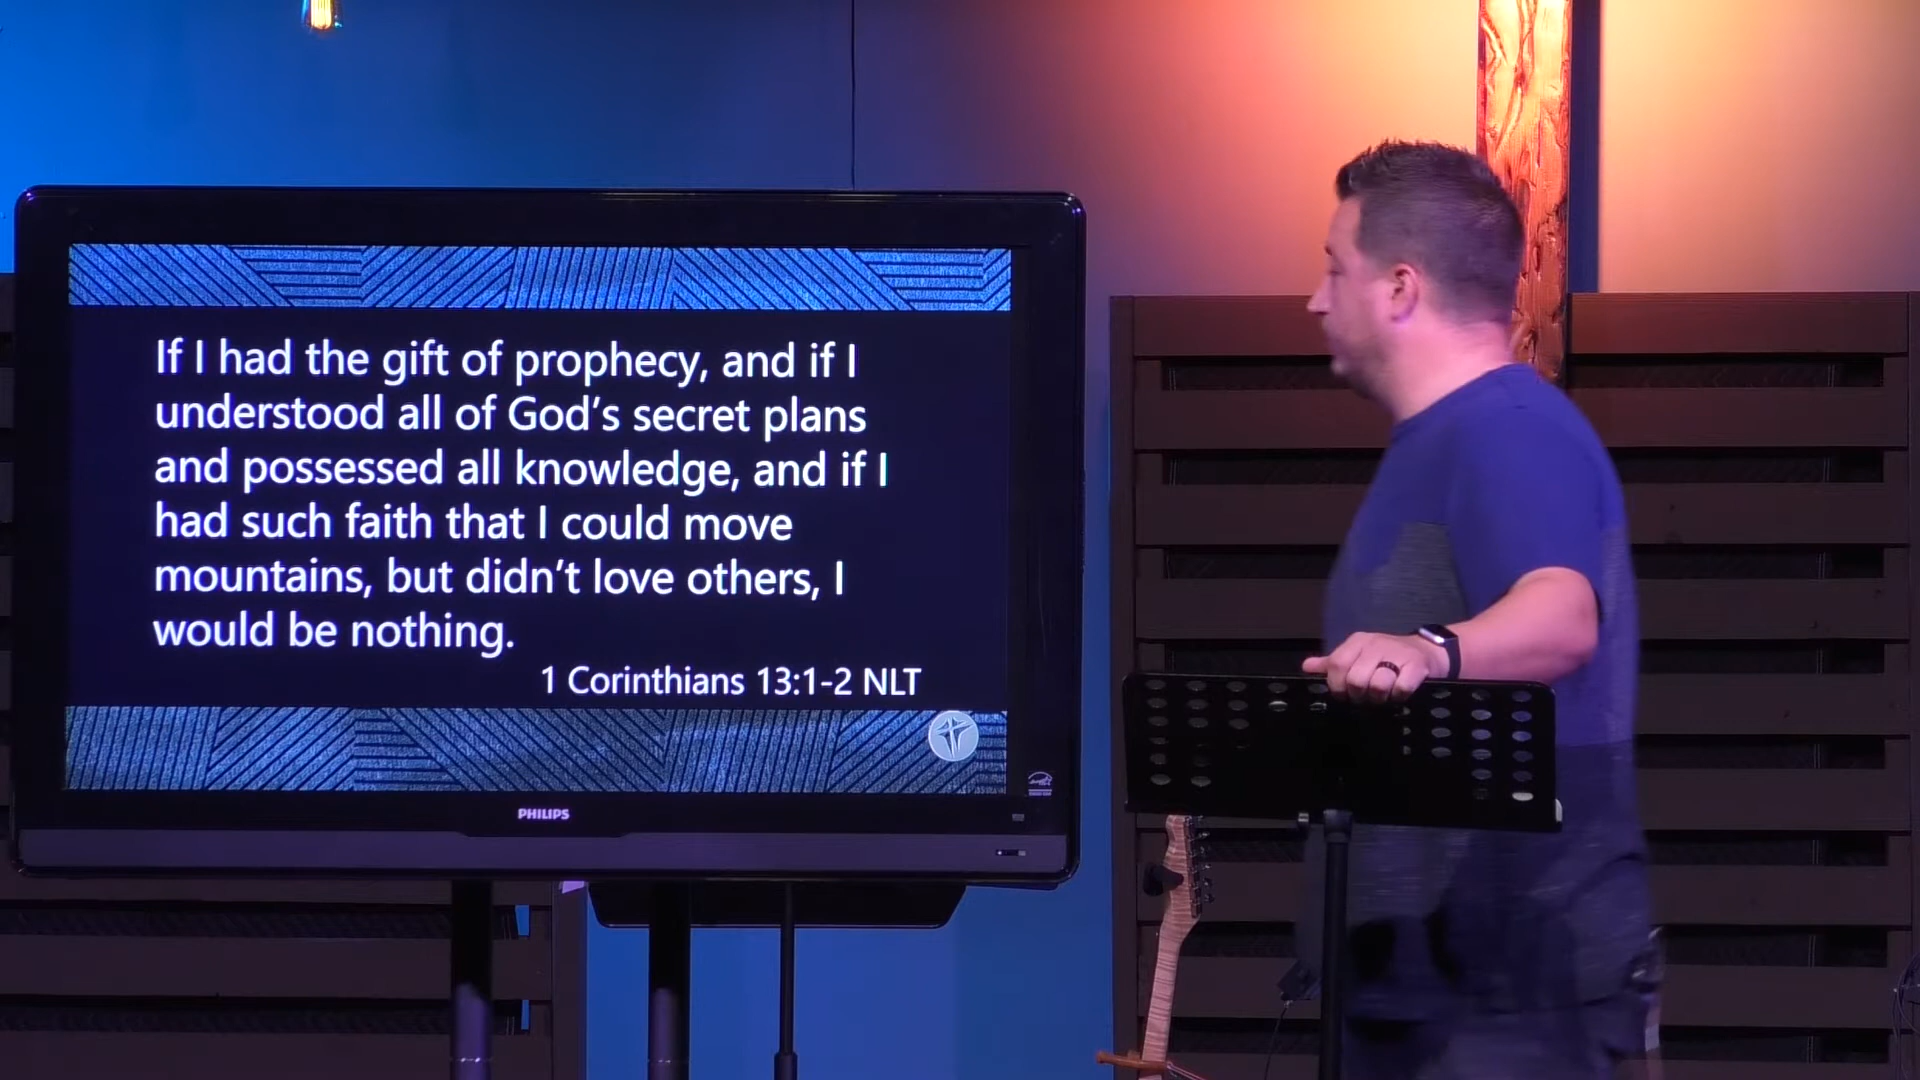 If I had the gift of prophecy, and if I
understood all of God’s secret plans
and possessed all knowledge, and if I
had such faith that I could move
mountains, but didn’t love others, I
would be nothing.
1 Corinthians 13:1-2 NLT
PHILIPS